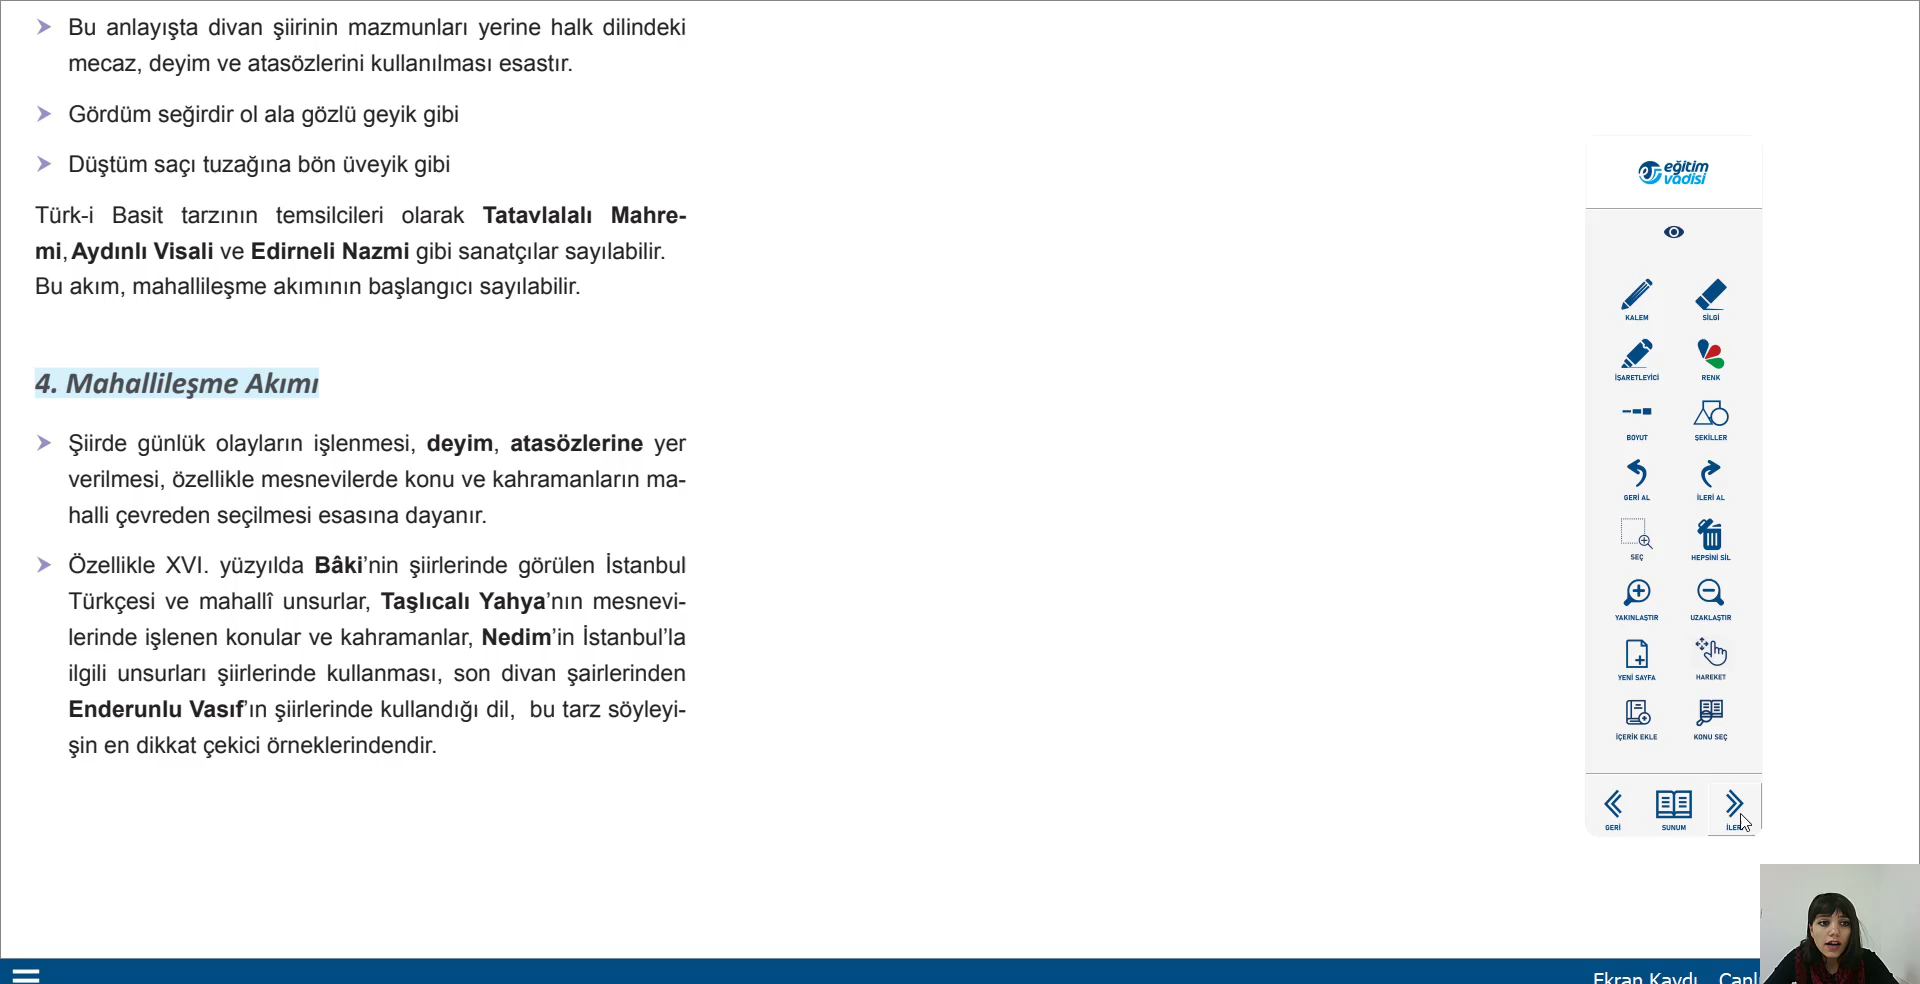 Bu anlayışta divan şiirinin mazmunları yerine halk dilindeki
mecaz, deyim ve atasözlerini kullanılması esastır.
Gördüm seğirdir ol ala gözlü geyik gibi
Düştüm saçı tuzağına bön üveyik gibi
Türk-i Basit tarzının temsilcileri olarak Tatavlalalı Mahre-
mi, Aydınlı Visali ve Edirneli Nazmi gibi sanatçılar sayılabilir.
Bu akım, mahallileşme akımının başlangıcı sayılabilir.
4. Mahallileşme Akımı
Şiirde günlük olayların işlenmesi, deyim, atasözlerine yer
verilmesi, özellikle mesnevilerde konu ve kahramanların ma-
halli çevreden seçilmesi esasına dayanır.
Özellikle XVI. yüzyılda Bâki'nin şiirlerinde görülen İstanbul
Türkçesi ve mahallî unsurlar, Taşlıcalı Yahya'nın mesnevi-
lerinde işlenen konular ve kahramanlar, Nedim'in İstanbul'la
ilgili unsurları şiirlerinde kullanması, son divan şairlerinden
Enderunlu Vasıf'ın şiirlerinde kullandığı dil, bu tarz söyleyi-
şin en dikkat çekici örneklerindendir.
eğitim
vadisi
KALEM SİLGİ
İŞARETLEYİCİ RENK
BOYUT ŞEKİLLER
GERİ AL İLERİ AL
SEÇ HEPSİNİ SİL
YAKINLAŞTIR UZAKLAŞTIR
YENİ SAYFA HAREKET
İÇERİK EKLE KONU SEÇ
GERİ SUNUM
Ekran Kaydı